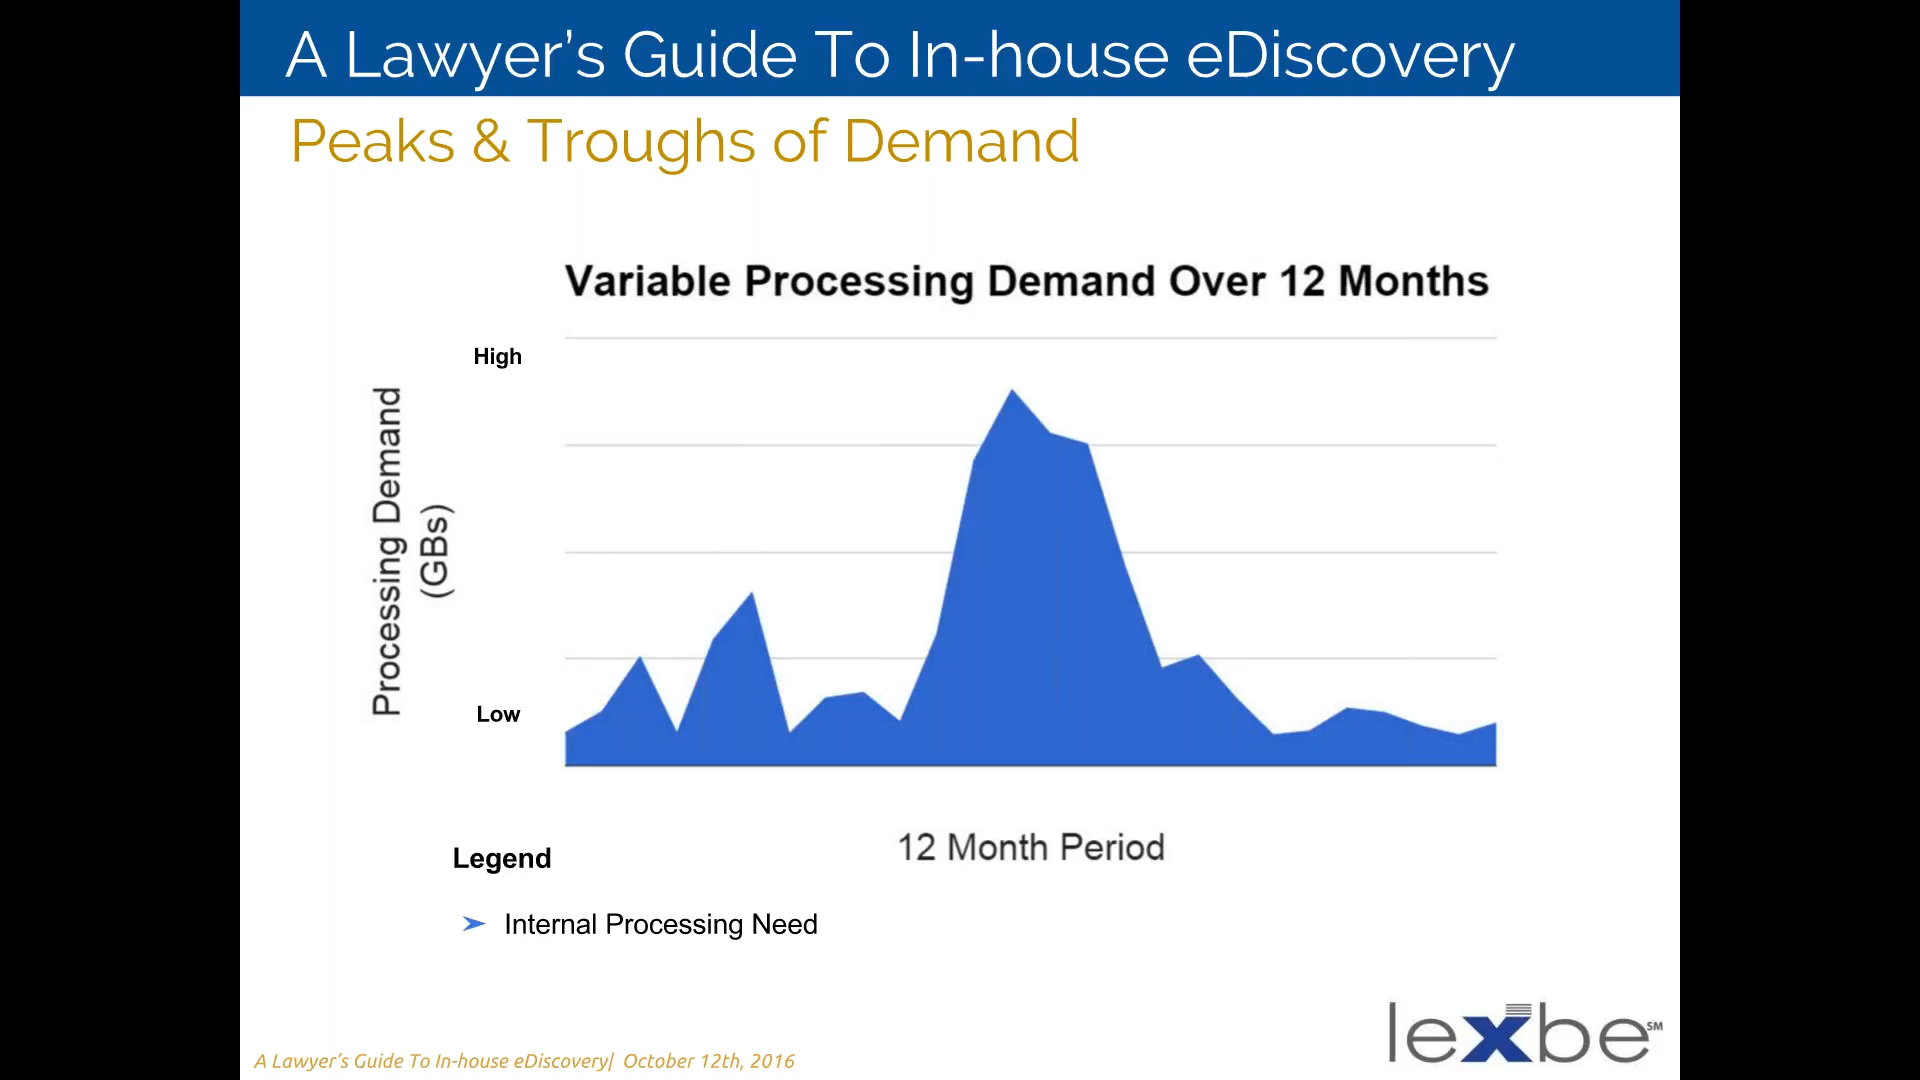 A Lawyer’s Guide To In-house eDiscovery
Peaks & Troughs of Demand
Variable Processing Demand Over 12 Months
High
Processing Demand
(GBs)
Low
12 Month Period
Legend
➢ Internal Processing Need
lexbe SM
A Lawyer’s Guide To In-house eDiscovery| October 12th, 2016